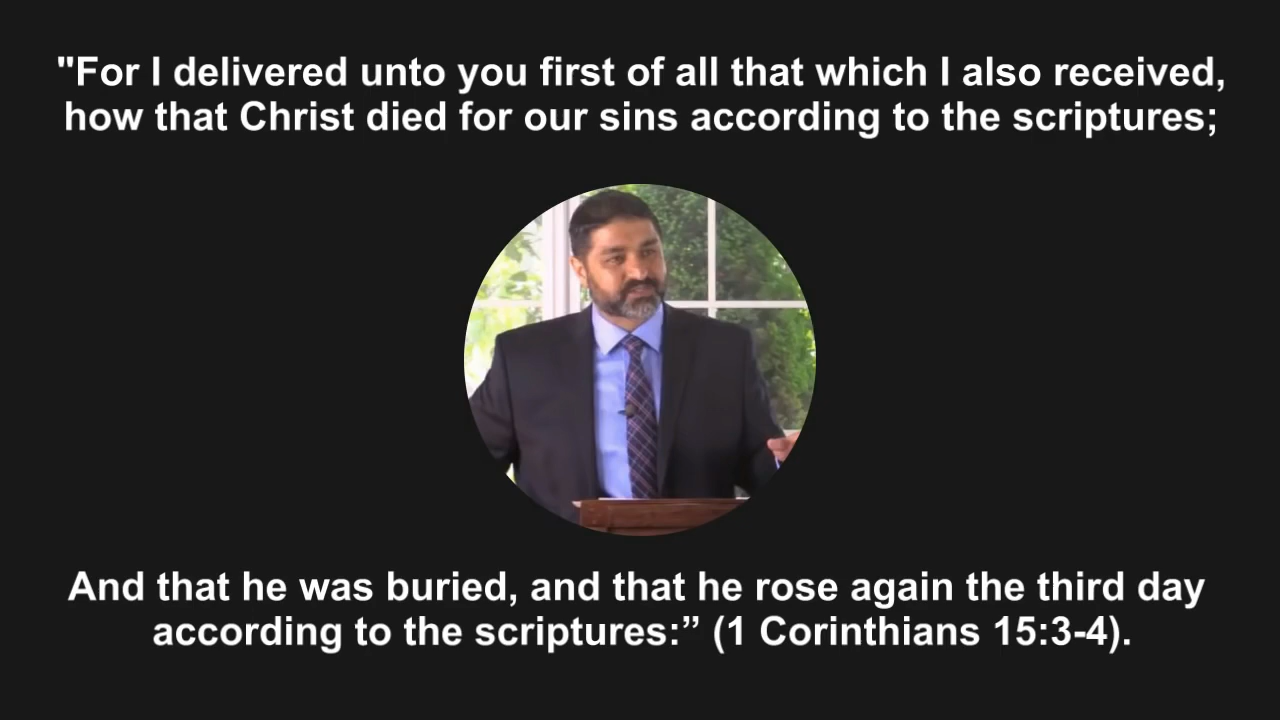 "For I delivered unto you first of all that which I also received,
how that Christ died for our sins according to the scriptures;
And that he was buried, and that he rose again the third day
according to the scriptures:” (1 Corinthians 15:3-4).